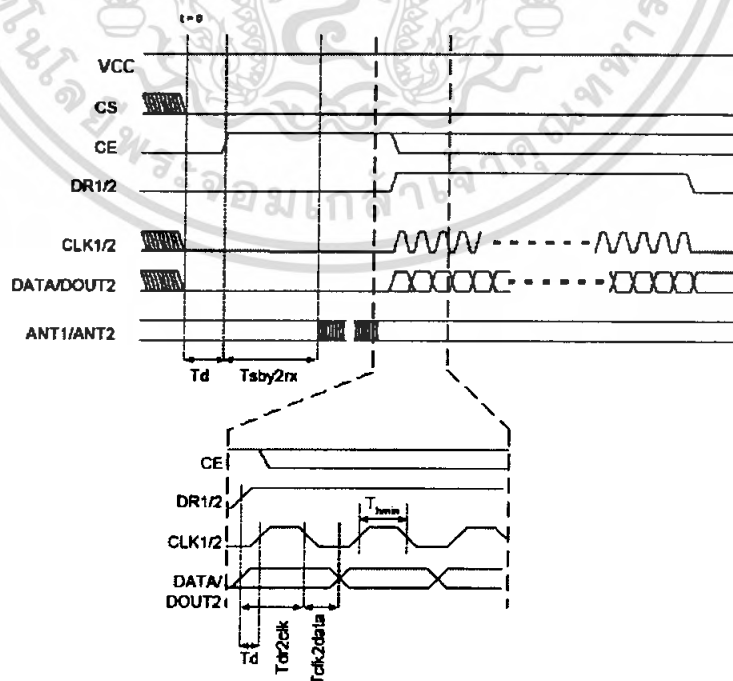 t = 0
VCC
CS
CE
DR1/2
CLK1/2
DATA/DOUT2
ANT1/ANT2
Td
Tsby2rx
CE
DR1/2
Thmin
CLK1/2
DATA/
DOUT2
Td
Tdr2clk
Tclk2data